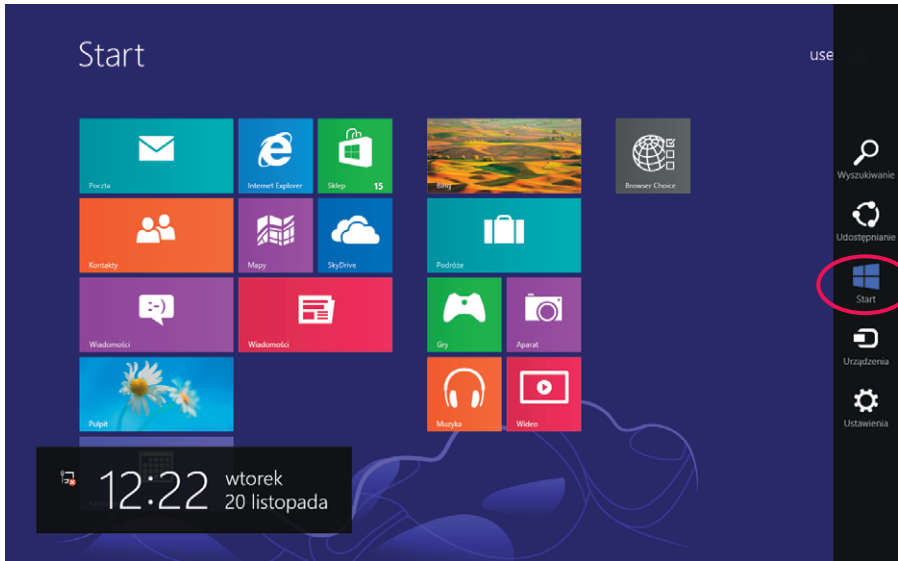 Start
use
Poczta
Internet Explorer
Sklep 15
Bing
Browser Choice
Kontakty
Mapy
SkyDrive
Podróże
Wiadomości
Wiadomości
Gry
Aparat
Pulpit
Muzyka
Wideo
12:22
wtorek
20 listopada
Wyszukiwanie
Udostępnianie
Start
Urządzenia
Ustawienia